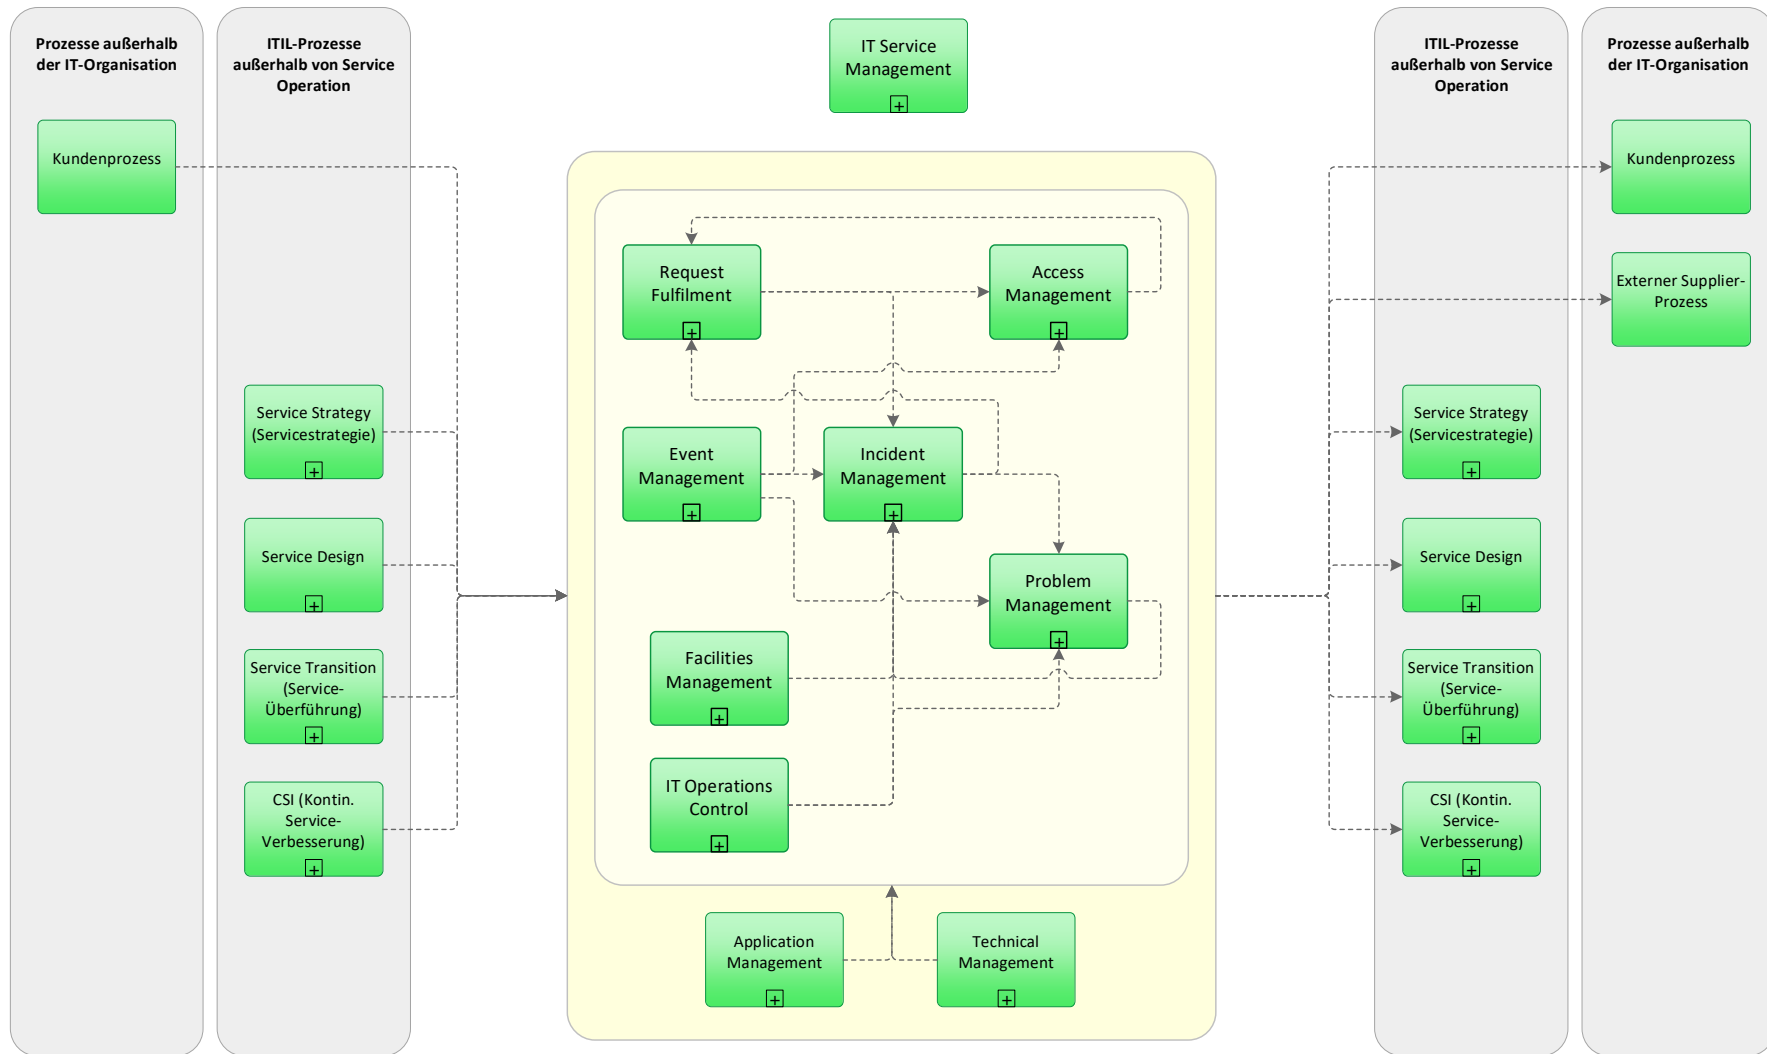 Prozesse außerhalb
der IT-Organisation
Kundenprozess
ITIL-Prozesse
außerhalb von Service
Operation
Service Strategy
(Servicestrategie)
Service Design
Service Transition
(Service-
Überführung)
CSI (Kontin.
Service-
Verbesserung)
IT Service
Management
Request
Fulfilment
Access
Management
Event
Management
Incident
Management
Problem
Management
Facilities
Management
IT Operations
Control
Application
Management
Technical
Management
ITIL-Prozesse
außerhalb von Service
Operation
Service Strategy
(Servicestrategie)
Service Design
Service Transition
(Service-
Überführung)
CSI (Kontin.
Service-
Verbesserung)
Prozesse außerhalb
der IT-Organisation
Kundenprozess
Externer Supplier-
Prozess